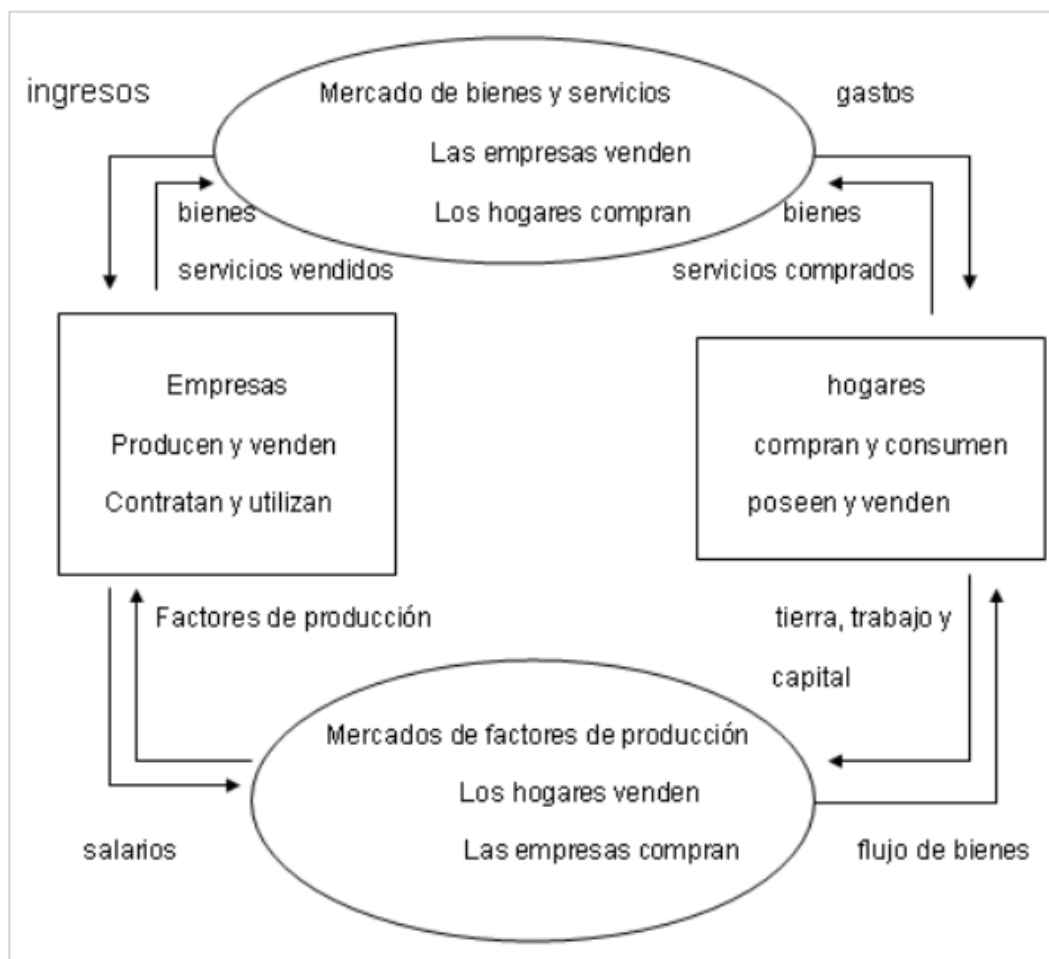 ingresos
Mercado de bienes y servicios
gastos
Las empresas venden
bienes
Los hogares compran
bienes
servicios vendidos
servicios comprados
Empresas
Producen y venden
Contratan y utilizan
hogares
compran y consumen
poseen y venden
Factores de producción
tierra, trabajo y
capital
Mercados de factores de producción
Los hogares venden
Las empresas compran
salarios
flujo de bienes